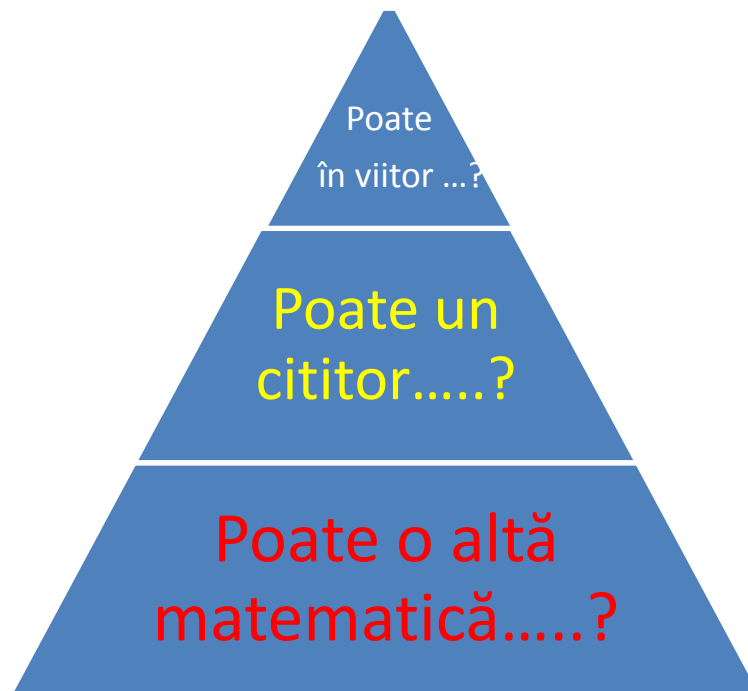 Poate
în viitor ...?
Poate un
cititor.....?
Poate o altă
matematică.....?